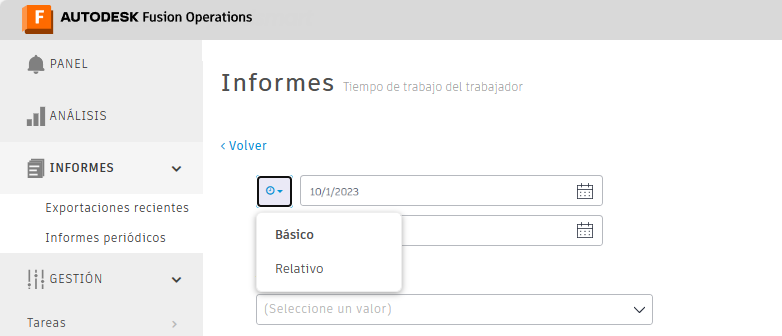 F AUTODESK Fusion Operations
PANEL
Informes Tiempo de trabajo del trabajador
ANÁLISIS
< Volver
INFORMES
10/1/2023
Exportaciones recientes
Informes periódicos
Básico
Relativo
GESTIÓN
(Seleccione un valor)
Tareas